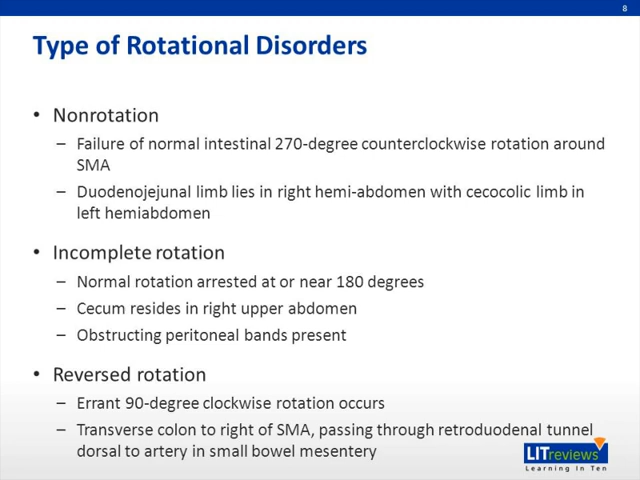 8
Type of Rotational Disorders
• Nonrotation
– Failure of normal intestinal 270-degree counterclockwise rotation around
SMA
– Duodenojejunal limb lies in right hemi-abdomen with cecocolic limb in
left hemiabdomen
• Incomplete rotation
– Normal rotation arrested at or near 180 degrees
– Cecum resides in right upper abdomen
– Obstructing peritoneal bands present
• Reversed rotation
– Errant 90-degree clockwise rotation occurs
– Transverse colon to right of SMA, passing through retroduodenal tunnel
dorsal to artery in small bowel mesentery
LITreviews
Learning In Ten